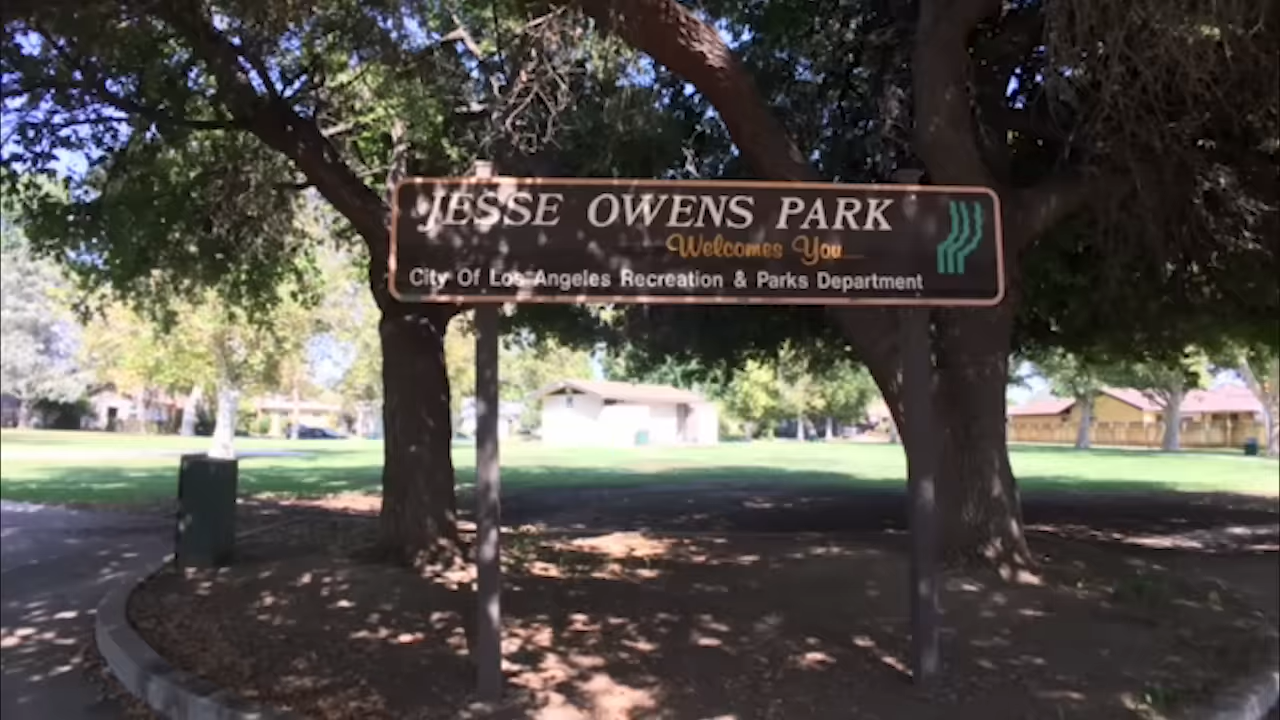 JESSE OWENS PARK
Welcomes You
City Of Los Angeles Recreation & Parks Department